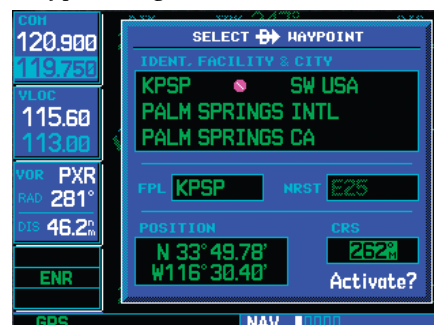 COM
120.900
119.750
VLOC
115.60
113.00
VOR PXR
RAD 281°
DIS 46.2nm
ENR
GPS
SELECT WAYPOINT
IDENT, FACILITY & CITY
KPSP SW USA
PALM SPRINGS INTL
PALM SPRINGS CA
FPL KPSP NRST E25
POSITION
N 33°49.78'
W116°30.40'
CRS
262°M
Activate?
NAV